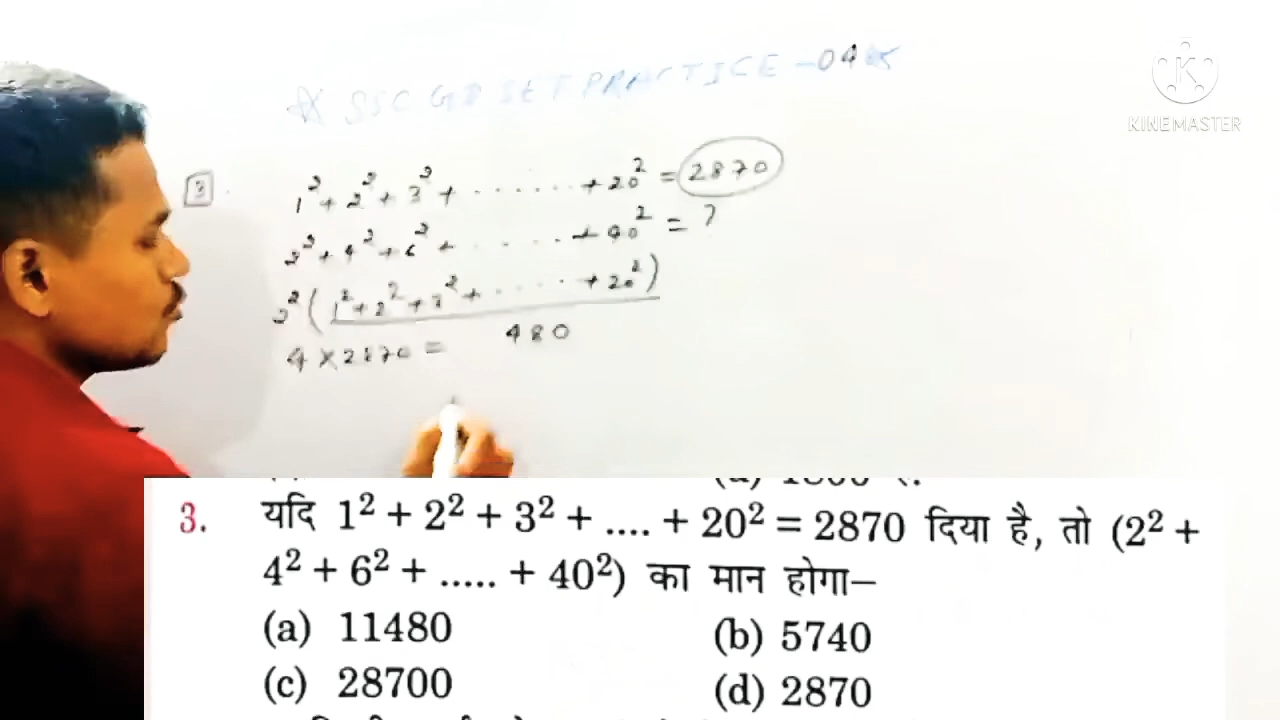 ☆ SSC GD SET PRACTICE -04
KINEMASTER
3. 1² + 2² + 3² + ...... + 20² = 2870
2² + 4² + 6² + ..... + 40² = ?
2² (1² + 2² + 3² + ..... + 20²)
4 × 2870 = 480
3. यदि 1² + 2² + 3² + .... + 20² = 2870 दिया है, तो (2² +
4² + 6² + ..... + 40²) का मान होगा–
(a) 11480 (b) 5740
(c) 28700 (d) 2870